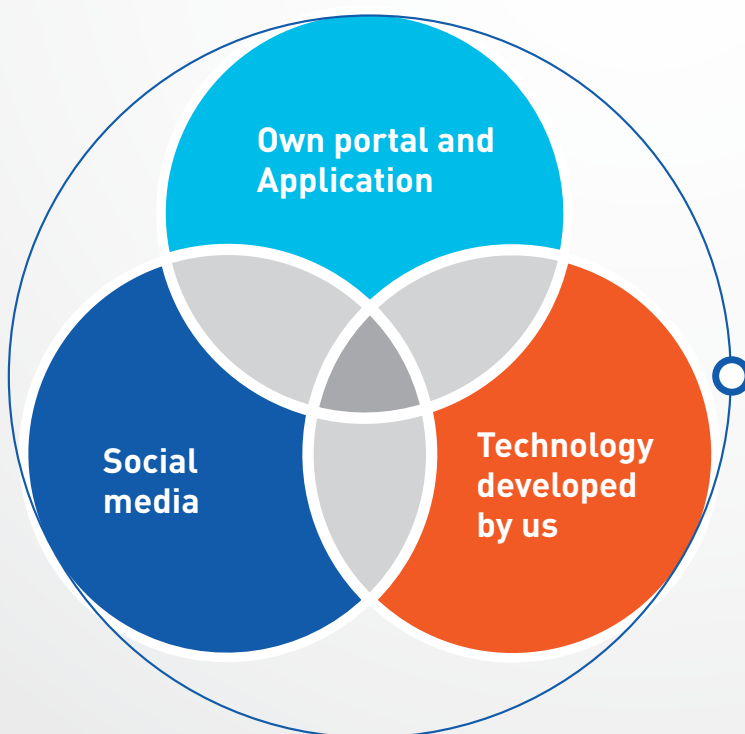 Own portal and
Application
Social
media
Technology
developed
by us